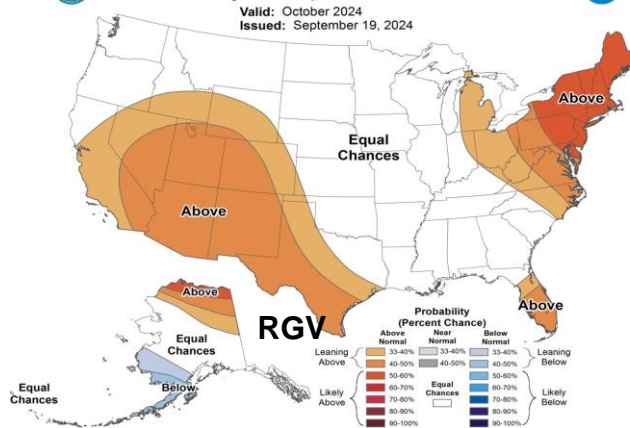 Valid: October 2024
Issued: September 19, 2024
Above
Equal
Chances
Above
Above
Above
RGV
Equal
Chances
Equal
Chances
Below
Probability
(Percent Chance)
Above
Normal
Near
Normal
Below
Normal
Leaning
Above
33-40%
33-40%
33-40%
Leaning
Below
40-50%
40-50%
40-50%
Likely
Above
50-60%
Equal
Chances
50-60%
Likely
Below
60-70%
60-70%
70-80%
70-80%
80-90%
80-90%
90-100%
90-100%